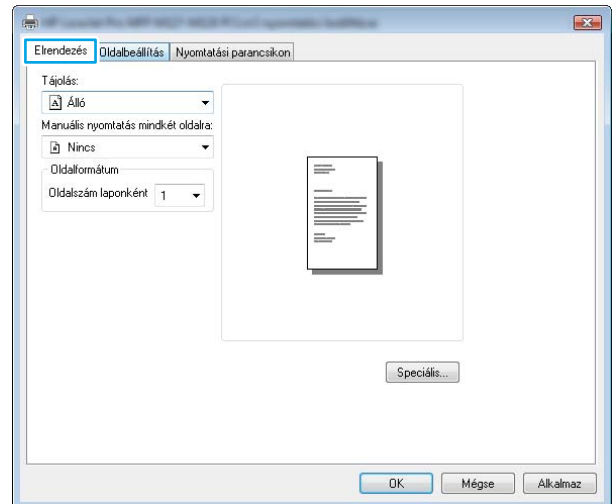 Elrendezés Oldalbeállítás Nyomtatási parancsikon
Tájolás:
Álló
Manuális nyomtatás mindkét oldalra:
Nincs
Oldalformátum
Oldalszám laponként 1
Speciális...
OK Mégse Alkalmaz